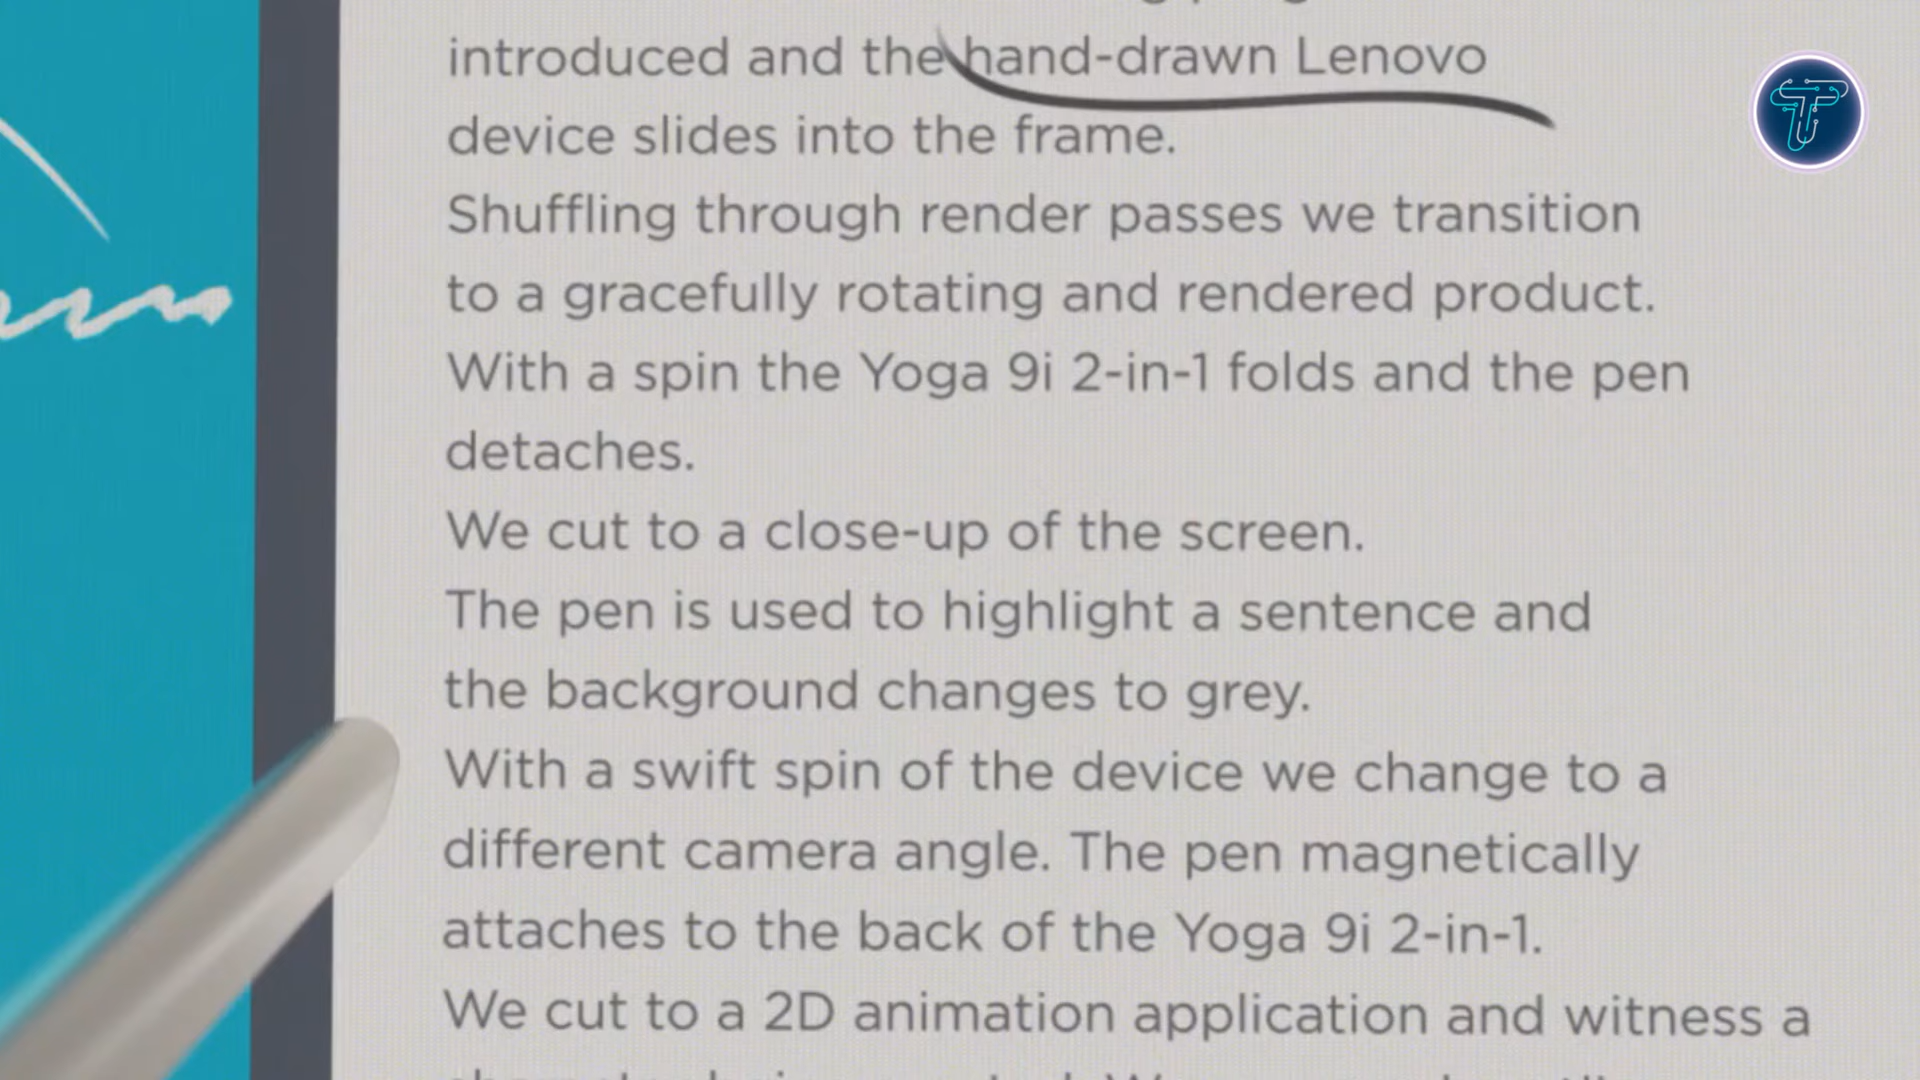 introduced and the hand-drawn Lenovo
device slides into the frame.
Shuffling through render passes we transition
to a gracefully rotating and rendered product.
With a spin the Yoga 9i 2-in-1 folds and the pen
detaches.
We cut to a close-up of the screen.
The pen is used to highlight a sentence and
the background changes to grey.
With a swift spin of the device we change to a
different camera angle. The pen magnetically
attaches to the back of the Yoga 9i 2-in-1.
We cut to a 2D animation application and witness a